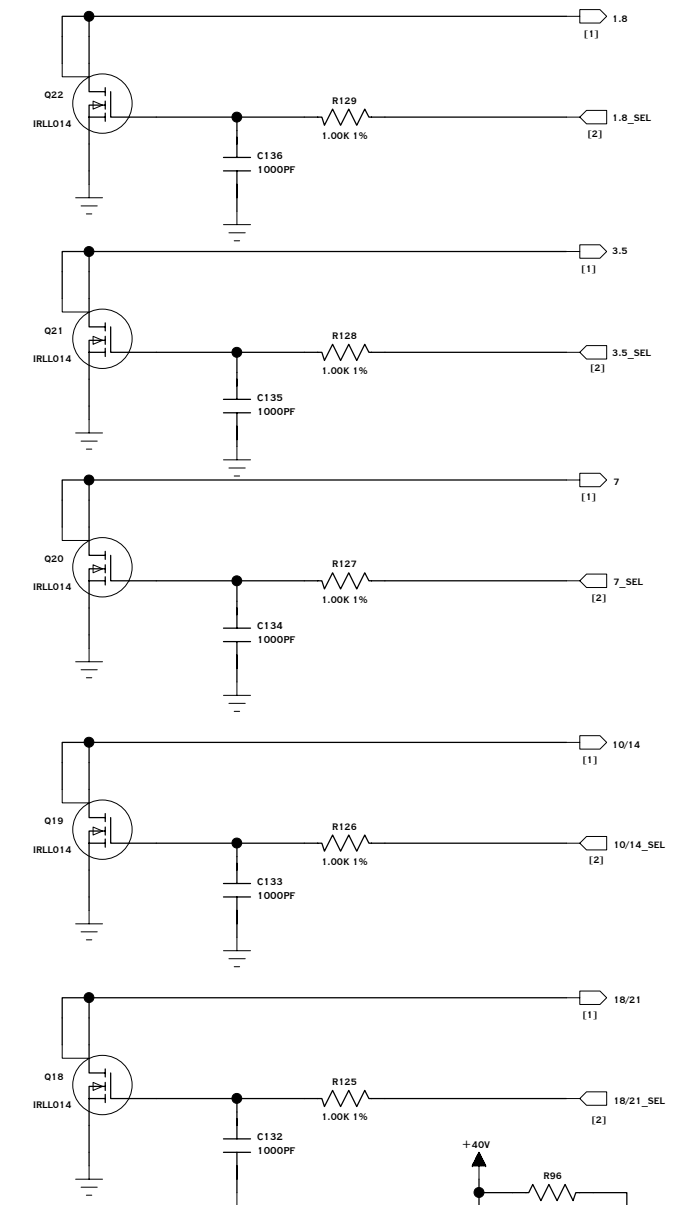 1.8
[1]
Q22
R129
1.8_SEL
IRLL014
1.00K 1%
[2]
C136
1000PF
3.5
[1]
Q21
R128
3.5_SEL
IRLL014
1.00K 1%
[2]
C135
1000PF
7
[1]
Q20
R127
7_SEL
IRLL014
1.00K 1%
[2]
C134
1000PF
10/14
[1]
Q19
R126
10/14_SEL
IRLL014
1.00K 1%
[2]
C133
1000PF
18/21
[1]
Q18
R125
18/21_SEL
IRLL014
1.00K 1%
[2]
C132
1000PF
+40V
R96